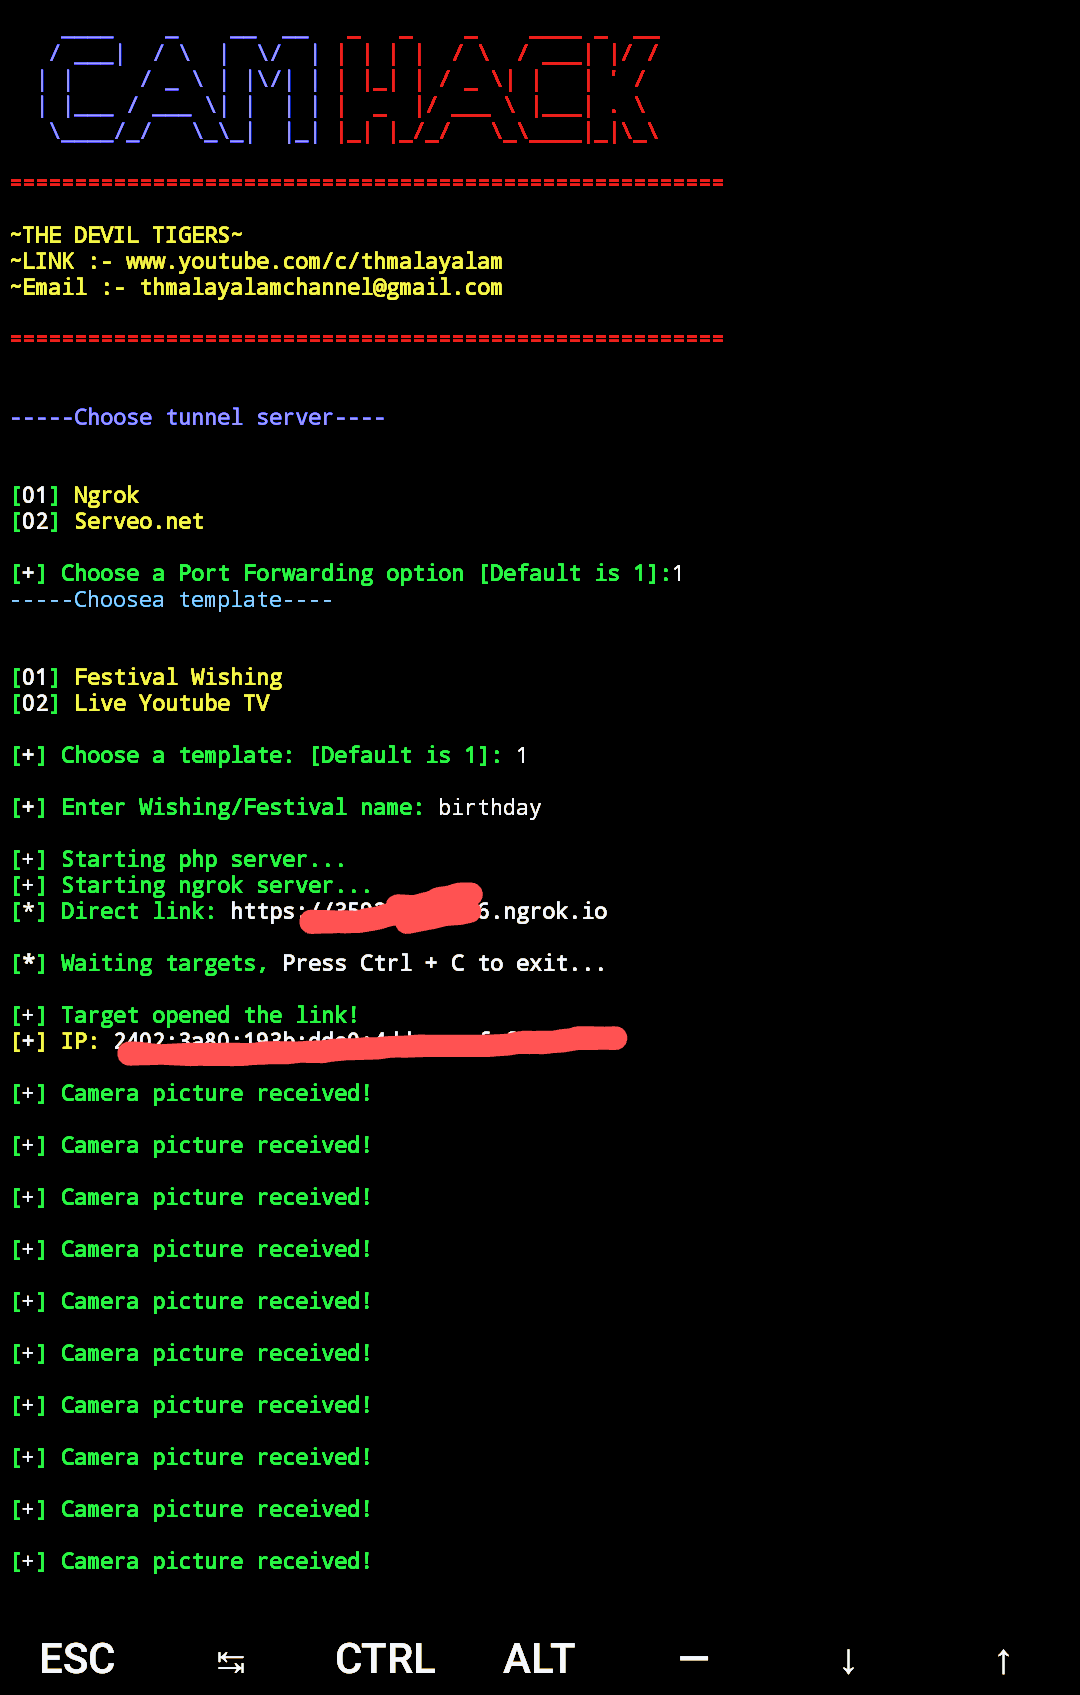 CAM HACK
=======================================================
~THE DEVIL TIGERS~
~LINK :- www.youtube.com/c/thmalayalam
~Email :- thmalayalamchannel@gmail.com
=======================================================
-----Choose tunnel server----
[01] Ngrok
[02] Serveo.net
[+] Choose a Port Forwarding option [Default is 1]:1
-----Choosea template----
[01] Festival Wishing
[02] Live Youtube TV
[+] Choose a template: [Default is 1]: 1
[+] Enter Wishing/Festival name: birthday
[+] Starting php server...
[+] Starting ngrok server...
[*] Direct link: https: 6.ngrok.io
[*] Waiting targets, Press Ctrl + C to exit...
[+] Target opened the link!
[+] IP:
[+] Camera picture received!
[+] Camera picture received!
[+] Camera picture received!
[+] Camera picture received!
[+] Camera picture received!
[+] Camera picture received!
[+] Camera picture received!
[+] Camera picture received!
[+] Camera picture received!
[+] Camera picture received!
ESC ↹ CTRL ALT — ↓ ↑